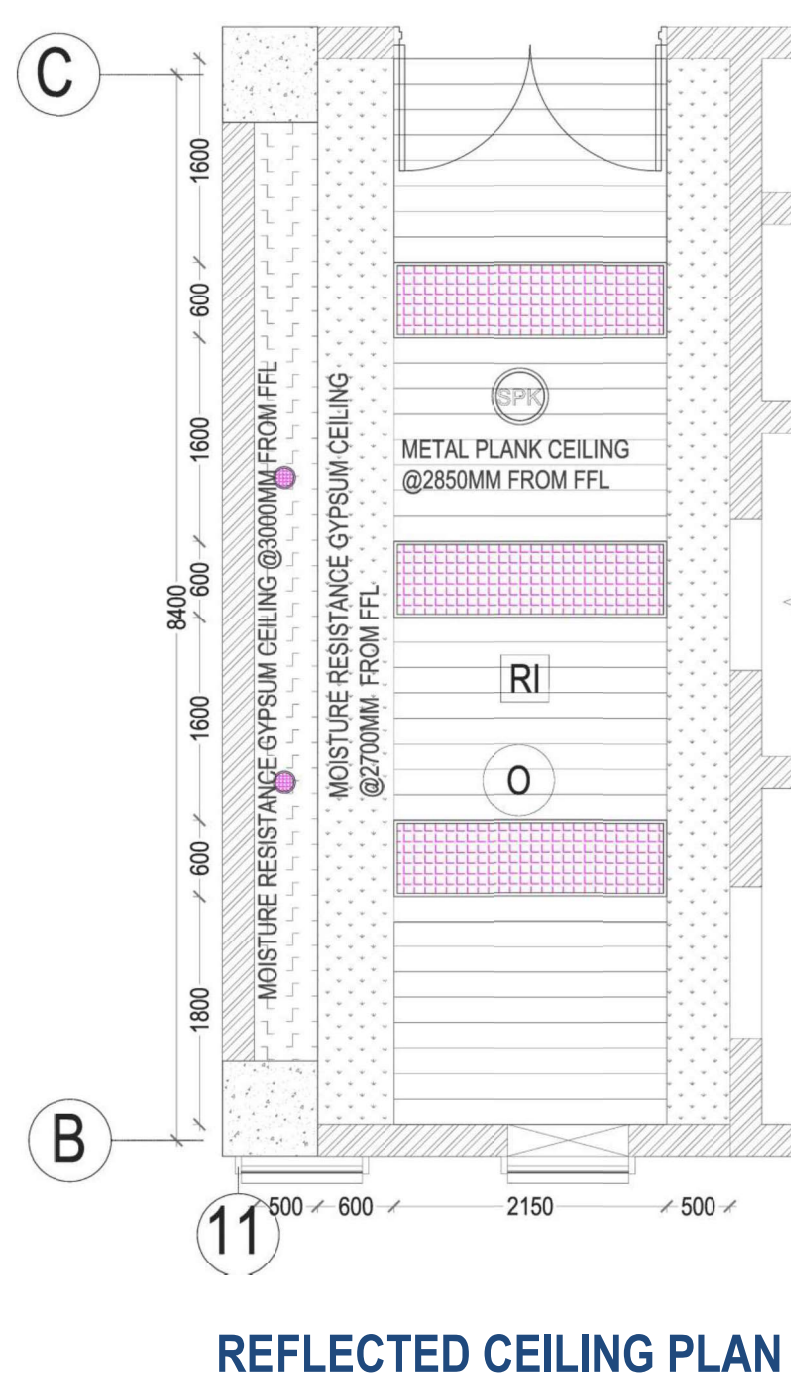 C
1600
600
1600
600
8400
1600
600
1800
MOISTURE RESISTANCE GYPSUM CEILING @3000MM FROM FFL
MOISTURE RESISTANCE GYPSUM CEILING
@2700MM FROM FFL
SPK
METAL PLANK CEILING
@2850MM FROM FFL
RI
O
B
11
500
600
2150
500
REFLECTED CEILING PLAN